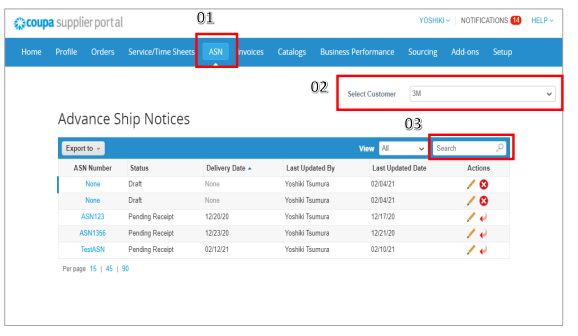 01
coupa supplier portal YOSHIKI NOTIFICATIONS 14 HELP
Home Profile Orders Service/Time Sheets ASN Invoices Catalogs Business Performance Sourcing Add-ons Setup
02
Select Customer 3M
03
Advance Ship Notices
Export to View All Search
ASN Number Status Delivery Date Last Updated By Last Updated Date Actions
None Draft None Yoshiki Tsumura 02/04/21
None Draft None Yoshiki Tsumura 02/04/21
ASN123 Pending Receipt 12/20/20 Yoshiki Tsumura 12/17/20
ASN1356 Pending Receipt 12/23/20 Yoshiki Tsumura 12/21/20
TestASN Pending Receipt 02/12/21 Yoshiki Tsumura 02/10/21
Per page 15 | 45 | 90